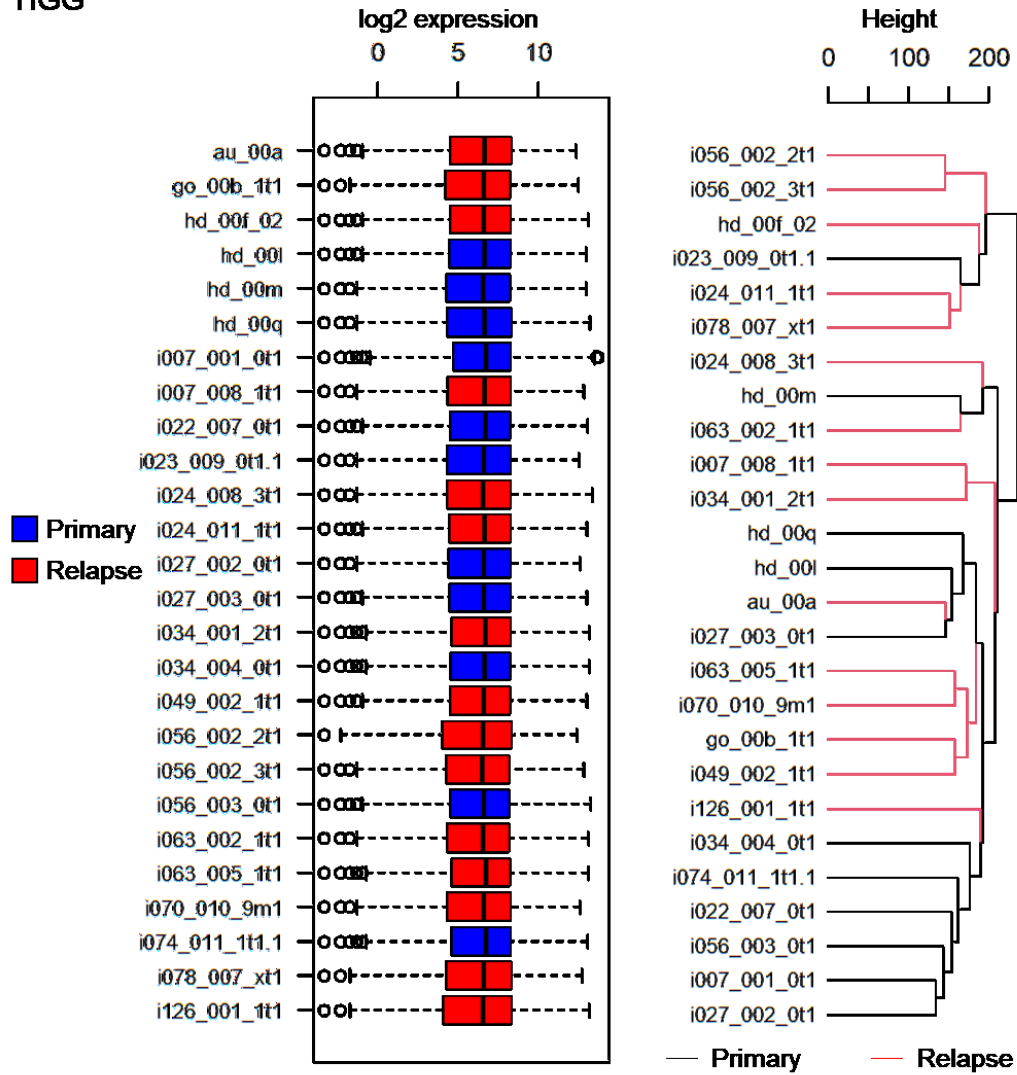 HGG
log2 expression
0 5 10
au_00a
go_00b_1t1
hd_00f_02
hd_00l
hd_00m
hd_00q
i007_001_0t1
i007_008_1t1
i022_007_0t1
i023_009_0t1.1
i024_008_3t1
i024_011_1t1
i027_002_0t1
i027_003_0t1
i034_001_2t1
i034_004_0t1
i049_002_1t1
i056_002_2t1
i056_002_3t1
i056_003_0t1
i063_002_1t1
i063_005_1t1
i070_010_9m1
i074_011_1t1.1
i078_007_xt1
i126_001_1t1
Primary
Relapse
Height
0 100 200
i056_002_2t1
i056_002_3t1
hd_00f_02
i023_009_0t1.1
i024_011_1t1
i078_007_xt1
i024_008_3t1
hd_00m
i063_002_1t1
i007_008_1t1
i034_001_2t1
hd_00q
hd_00l
au_00a
i027_003_0t1
i063_005_1t1
i070_010_9m1
go_00b_1t1
i049_002_1t1
i126_001_1t1
i034_004_0t1
i074_011_1t1.1
i022_007_0t1
i056_003_0t1
i007_001_0t1
i027_002_0t1
Primary Relapse